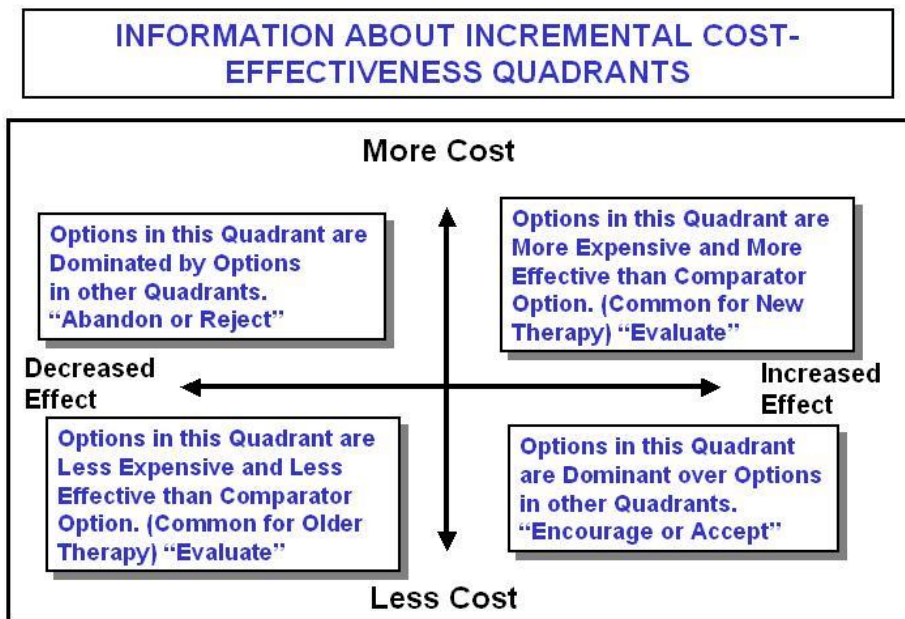 INFORMATION ABOUT INCREMENTAL COST-
EFFECTIVENESS QUADRANTS
More Cost
Options in this Quadrant are
Dominated by Options
in other Quadrants.
“Abandon or Reject”
Options in this Quadrant are
More Expensive and More
Effective than Comparator
Option. (Common for New
Therapy) “Evaluate”
Decreased
Effect
Increased
Effect
Options in this Quadrant are
Less Expensive and Less
Effective than Comparator
Option. (Common for Older
Therapy) “Evaluate”
Options in this Quadrant
are Dominant over Options
in other Quadrants.
“Encourage or Accept”
Less Cost